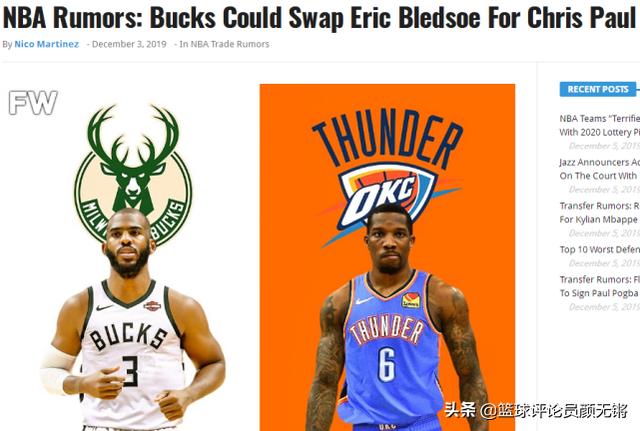 NBA Rumors: Bucks Could Swap Eric Bledsoe For Chris Paul
By Nico Martinez - December 3, 2019 - In NBA Trade Rumors
FW
MILW
BUCKS
BUCKS
3
THUNDER
OKC
THUNDER
6
RECENT POSTS
NBA Teams "Terrifie
With 2020 Lottery Pi
December 5, 2019
Jazz Announcers Ac
On The Court With
December 5, 2019
Transfer Rumors: R
For Kylian Mbappe
December 5, 2019
Top 10 Worst Defen
December 5, 2019
Transfer Rumors: Fl
To Sign Paul Pogba
December 5, 2019
头条 @篮球评论员颜无锵